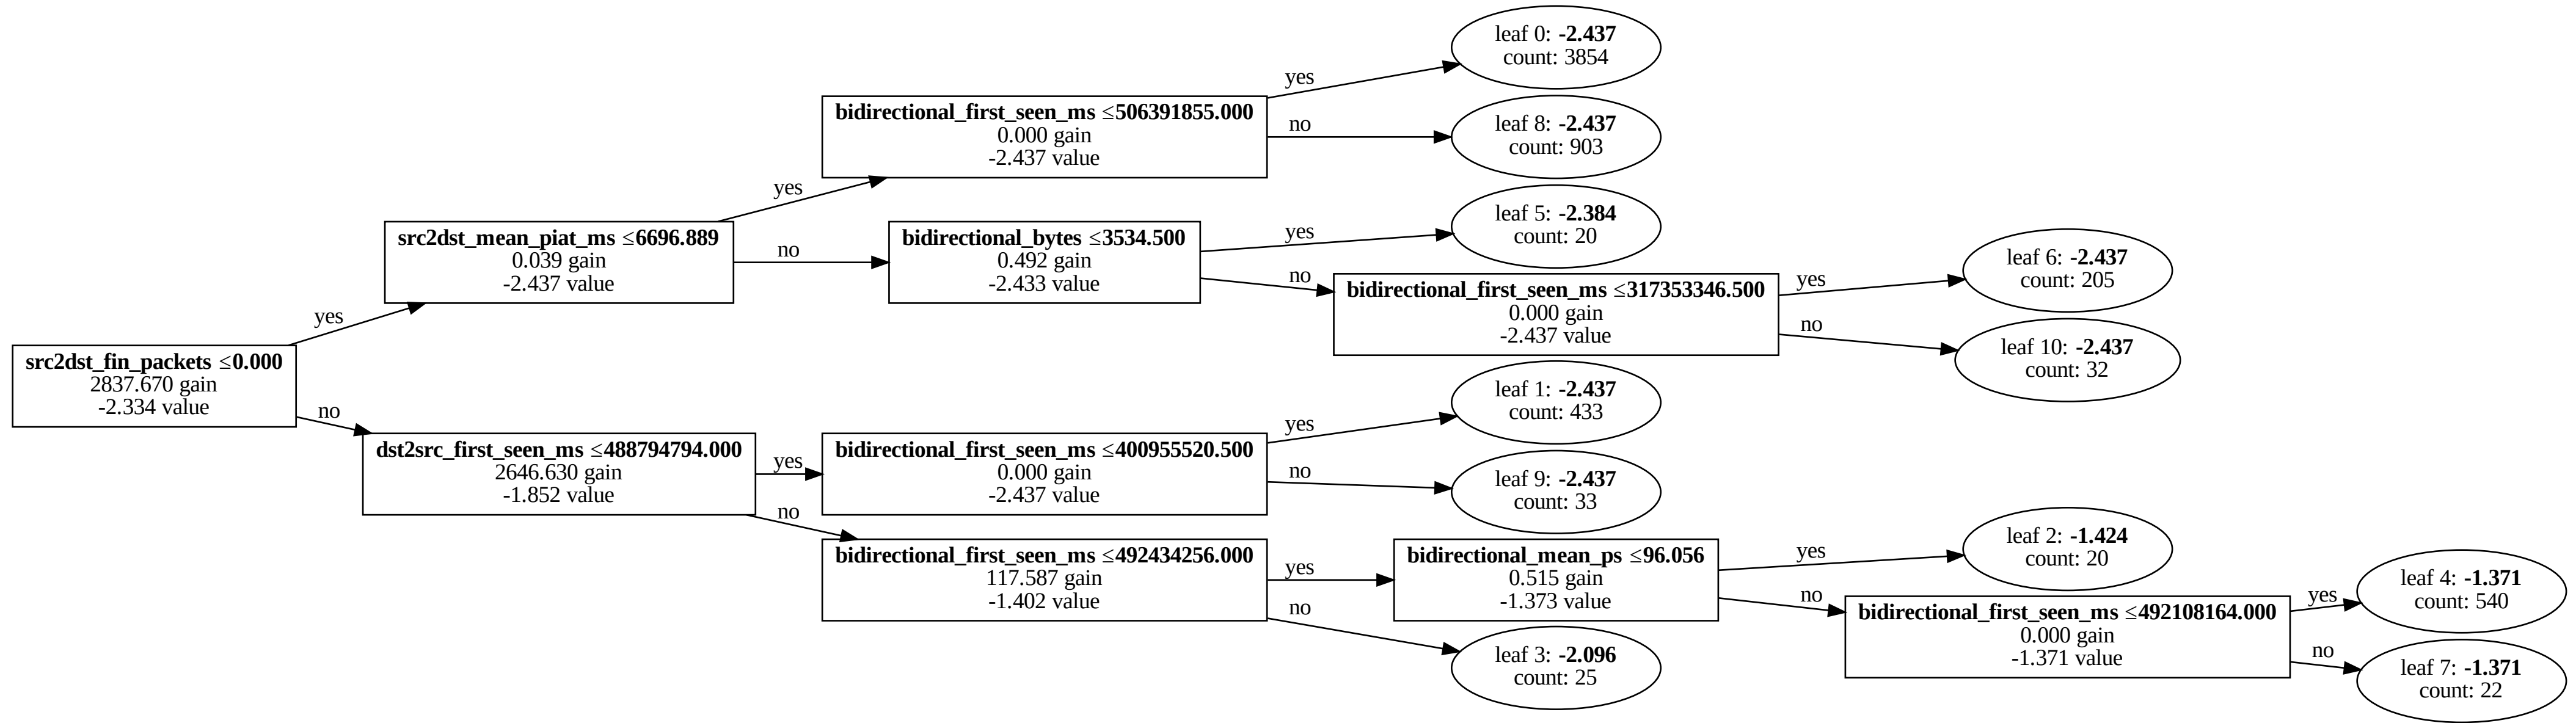 src2dst_fin_packets ≤0.000
2837.670 gain
-2.334 value
yes
no
src2dst_mean_piat_ms ≤6696.889
0.039 gain
-2.437 value
yes
no
bidirectional_first_seen_ms ≤506391855.000
0.000 gain
-2.437 value
yes
no
leaf 0: -2.437
count: 3854
leaf 8: -2.437
count: 903
bidirectional_bytes ≤3534.500
0.492 gain
-2.433 value
yes
no
leaf 5: -2.384
count: 20
bidirectional_first_seen_ms ≤317353346.500
0.000 gain
-2.437 value
yes
no
leaf 6: -2.437
count: 205
leaf 10: -2.437
count: 32
dst2src_first_seen_ms ≤488794794.000
2646.630 gain
-1.852 value
yes
no
bidirectional_first_seen_ms ≤400955520.500
0.000 gain
-2.437 value
yes
no
leaf 1: -2.437
count: 433
leaf 9: -2.437
count: 33
bidirectional_first_seen_ms ≤492434256.000
117.587 gain
-1.402 value
yes
no
bidirectional_mean_ps ≤96.056
0.515 gain
-1.373 value
yes
no
leaf 2: -1.424
count: 20
bidirectional_first_seen_ms ≤492108164.000
0.000 gain
-1.371 value
yes
no
leaf 4: -1.371
count: 540
leaf 7: -1.371
count: 22
leaf 3: -2.096
count: 25